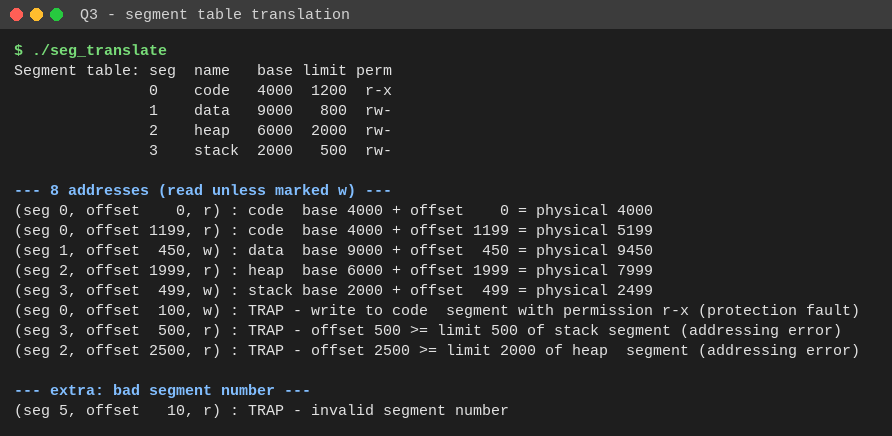 Q3 - segment table translation
$ ./seg_translate
Segment table: seg  name   base limit perm
               0    code   4000  1200  r-x
               1    data   9000   800  rw-
               2    heap   6000  2000  rw-
               3    stack  2000   500  rw-
--- 8 addresses (read unless marked w) ---
(seg 0, offset    0, r) : code  base 4000 + offset    0 = physical 4000
(seg 0, offset 1199, r) : code  base 4000 + offset 1199 = physical 5199
(seg 1, offset  450, w) : data  base 9000 + offset  450 = physical 9450
(seg 2, offset 1999, r) : heap  base 6000 + offset 1999 = physical 7999
(seg 3, offset  499, w) : stack base 2000 + offset  499 = physical 2499
(seg 0, offset  100, w) : TRAP - write to code  segment with permission r-x (protection fault)
(seg 3, offset  500, r) : TRAP - offset 500 >= limit 500 of stack segment (addressing error)
(seg 2, offset 2500, r) : TRAP - offset 2500 >= limit 2000 of heap  segment (addressing error)
--- extra: bad segment number ---
(seg 5, offset   10, r) : TRAP - invalid segment number